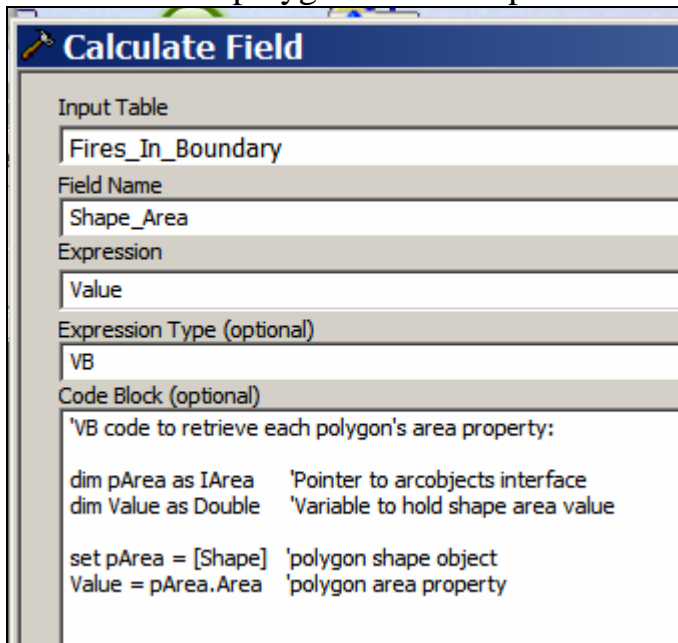 Calculate Field
Input Table
Fires_In_Boundary
Field Name
Shape_Area
Expression
Value
Expression Type (optional)
VB
Code Block (optional)
'VB code to retrieve each polygon's area property:
dim pArea as IArea 'Pointer to arcobjects interface
dim Value as Double 'Variable to hold shape area value
set pArea = [Shape] 'polygon shape object
Value = pArea.Area 'polygon area property